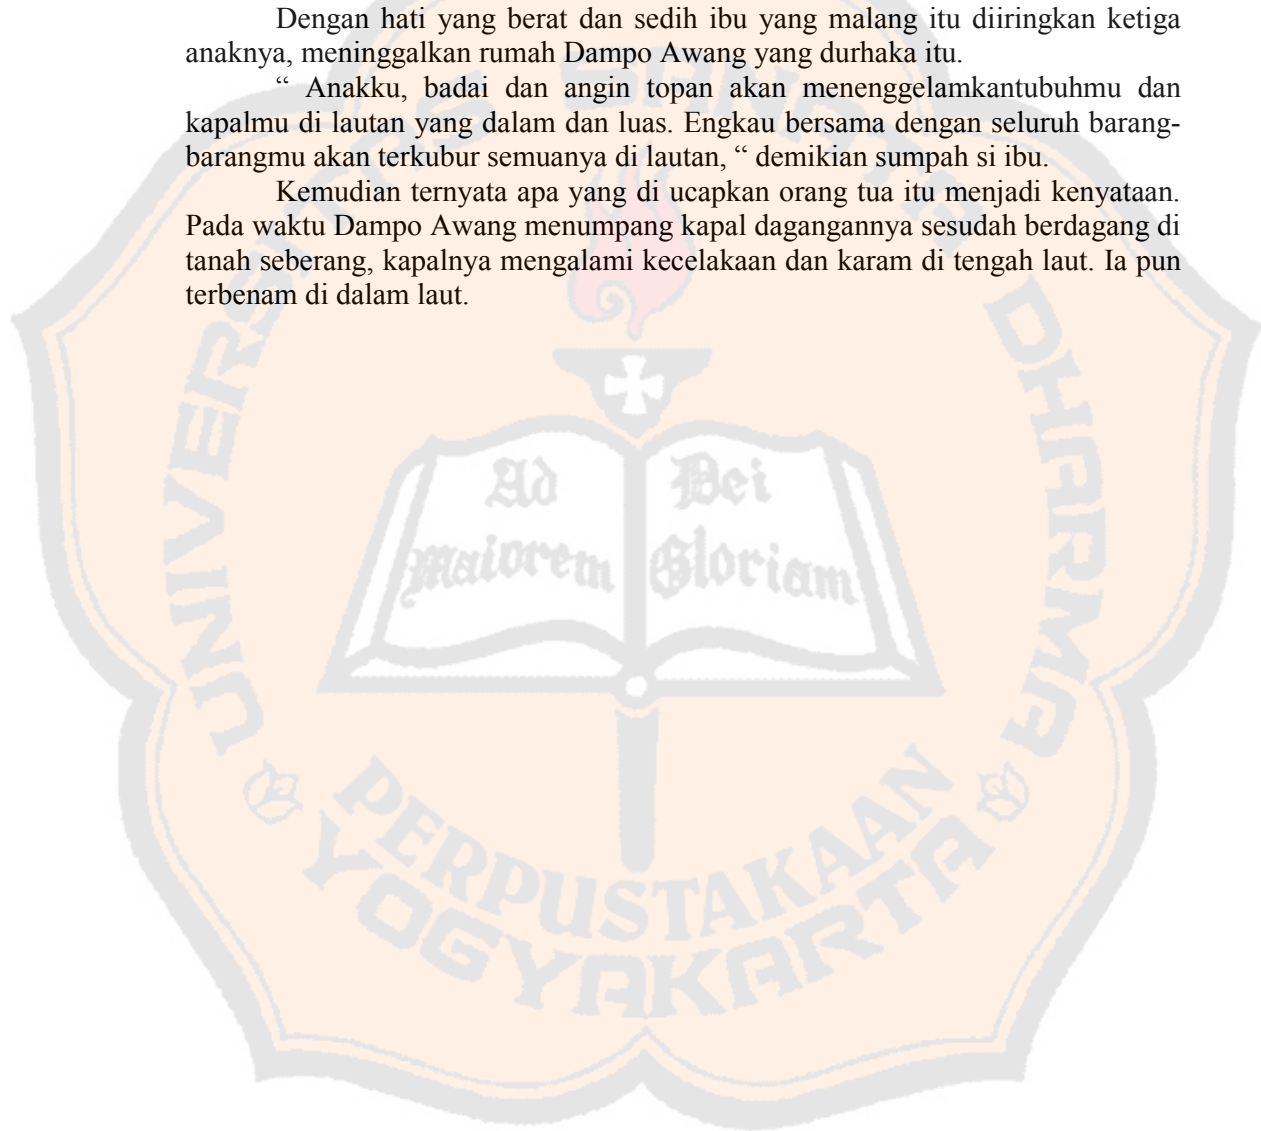 Dengan hati yang berat dan sedih ibu yang malang itu diiringkan ketiga
anaknya, meninggalkan rumah Dampo Awang yang durhaka itu.
“ Anakku, badai dan angin topan akan menenggelamkantubuhmu dan
kapalmu di lautan yang dalam dan luas. Engkau bersama dengan seluruh barang-
barangmu akan terkubur semuanya di lautan, “ demikian sumpah si ibu.
Kemudian ternyata apa yang di ucapkan orang tua itu menjadi kenyataan.
Pada waktu Dampo Awang menumpang kapal dagangannya sesudah berdagang di
tanah seberang, kapalnya mengalami kecelakaan dan karam di tengah laut. Ia pun
terbenam di dalam laut.
UNIVERSITAS SANATA DHARMA
Ad Dei
Maiorem Gloriam
PERPUSTAKAAN
YOGYAKARTA